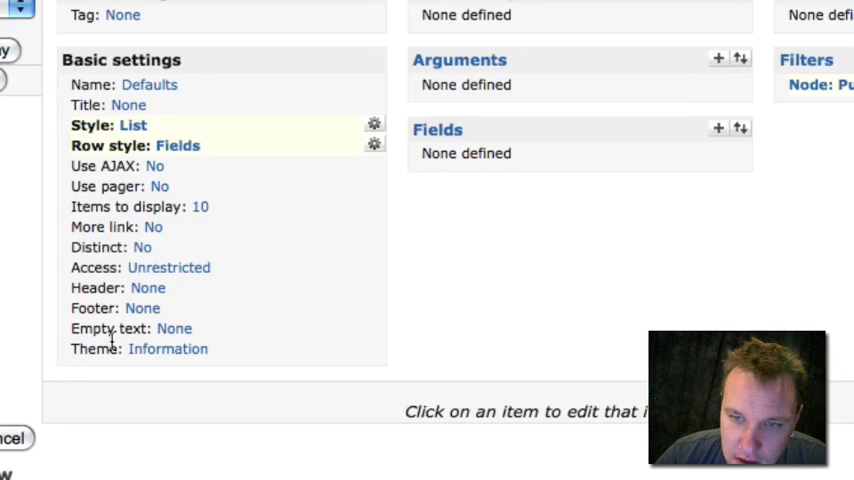 Tag: None
None defined
None defi
ay
Basic settings
Name: Defaults
Title: None
Style: List
Row style: Fields
Use AJAX: No
Use pager: No
Items to display: 10
More link: No
Distinct: No
Access: Unrestricted
Header: None
Footer: None
Empty text: None
Theme: Information
Arguments
None defined
Fields
None defined
Filters
Node: Pu
Click on an item to edit that i
ncel
w